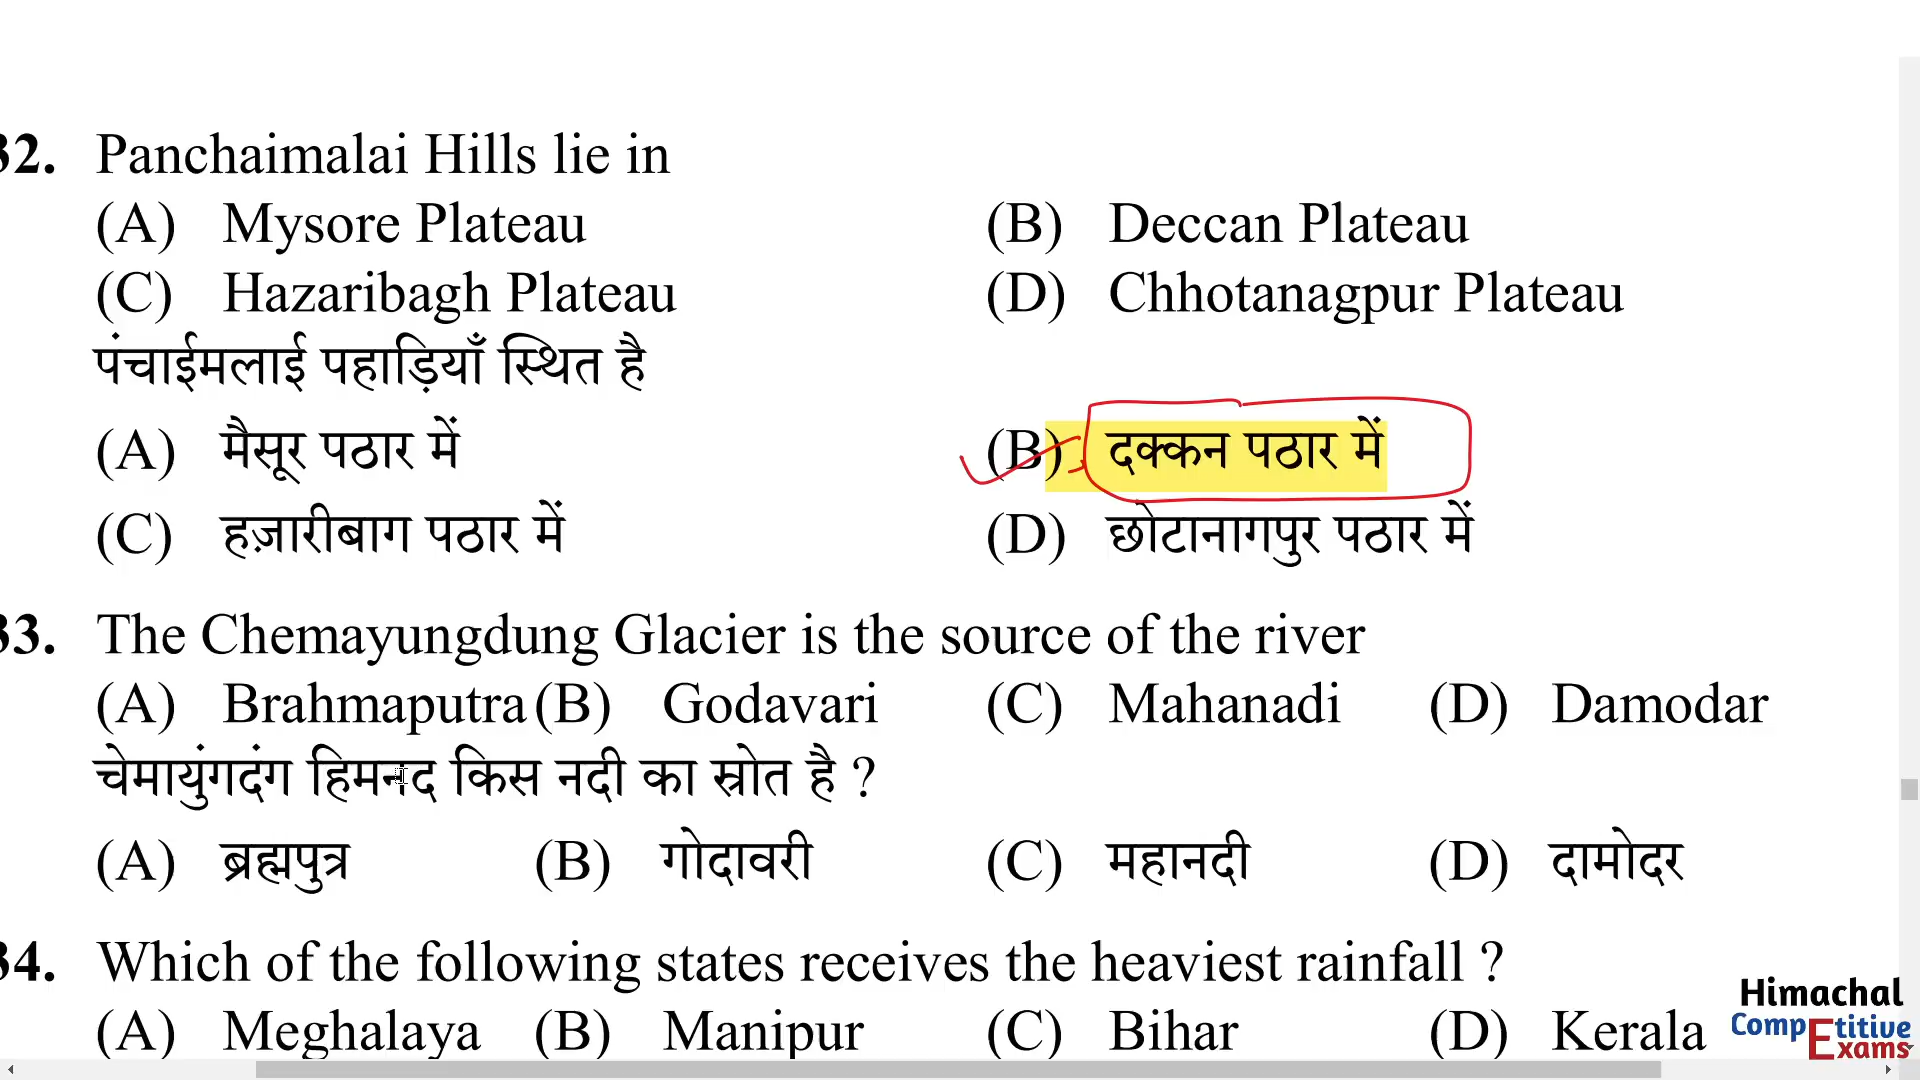 32. Panchaimalai Hills lie in
(A) Mysore Plateau (B) Deccan Plateau
(C) Hazaribagh Plateau (D) Chhotanagpur Plateau
पंचाईमलाई पहाड़ियाँ स्थित है
(A) मैसूर पठार में (B) दक्कन पठार में
(C) हज़ारीबाग पठार में (D) छोटानागपुर पठार में
33. The Chemayungdung Glacier is the source of the river
(A) Brahmaputra (B) Godavari (C) Mahanadi (D) Damodar
चेमायुंगदंग हिमनद किस नदी का स्रोत है ?
(A) ब्रह्मपुत्र (B) गोदावरी (C) महानदी (D) दामोदर
34. Which of the following states receives the heaviest rainfall ?
(A) Meghalaya (B) Manipur (C) Bihar (D) Kerala
Himachal
CompEtitive
Exams